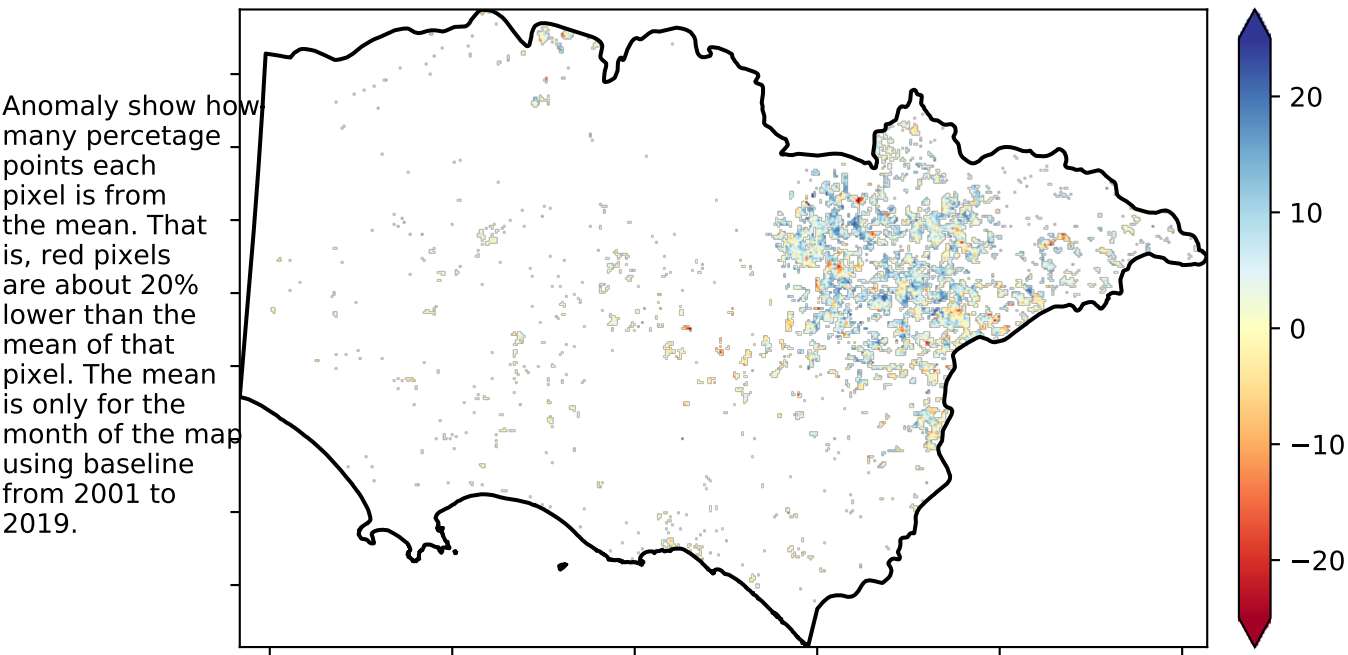 Anomaly show how
many percetage
points each
pixel is from
the mean. That
is, red pixels
are about 20%
lower than the
mean of that
pixel. The mean
is only for the
month of the map
using baseline
from 2001 to
2019.
20
10
0
−10
−20